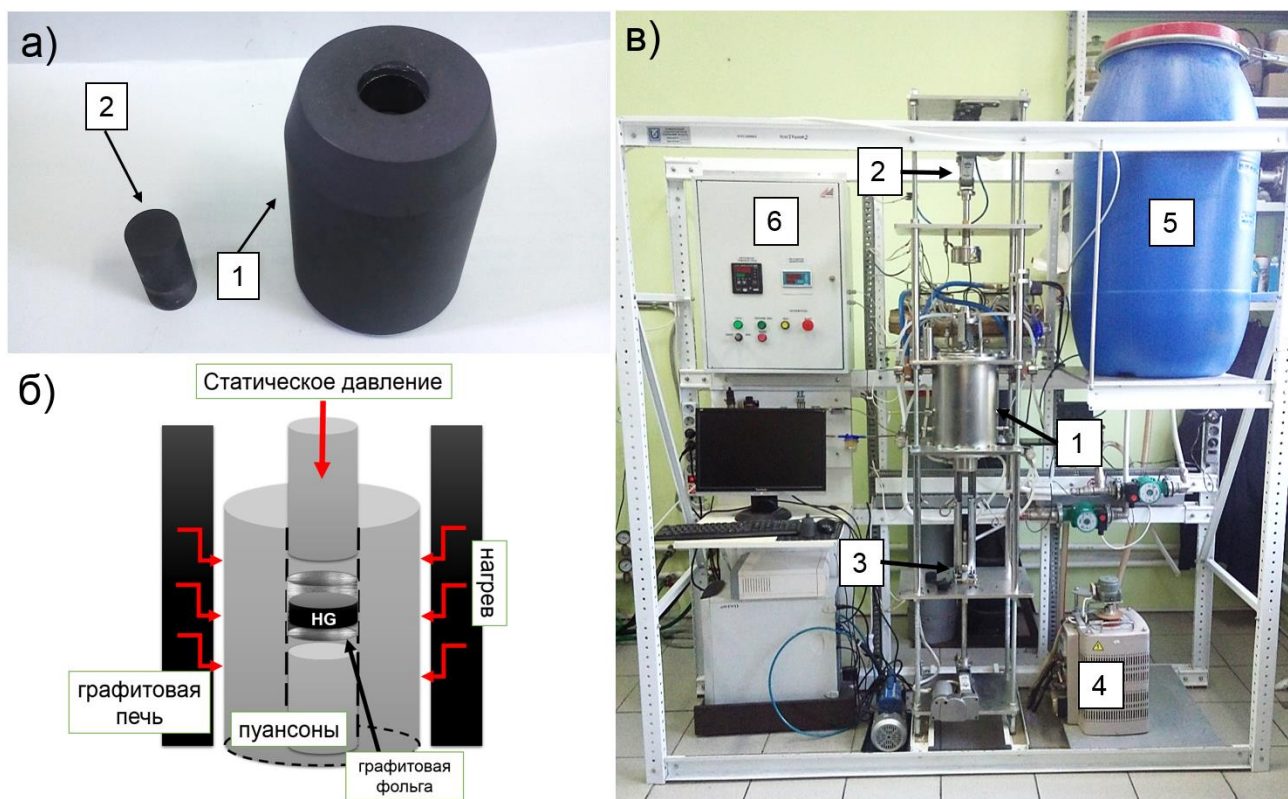 а)
2
1
б)
Статическое давление
HG
нагрев
графитовая
печь
пуансоны
графитовая
фольга
в)
2
6
5
1
3
4